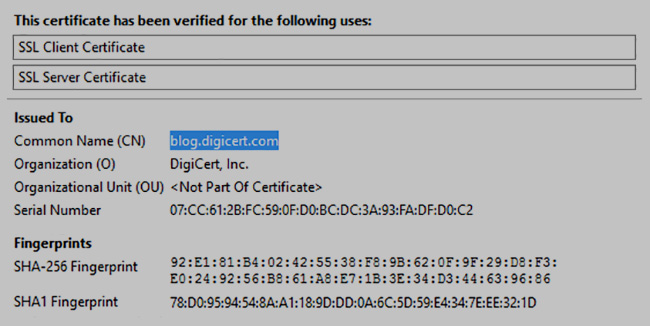 This certificate has been verified for the following uses:
SSL Client Certificate
SSL Server Certificate
Issued To
Common Name (CN) blog.digicert.com
Organization (O) DigiCert, Inc.
Organizational Unit (OU) <Not Part Of Certificate>
Serial Number 07:CC:61:2B:FC:59:0F:D0:BC:DC:3A:93:FA:DF:D0:C2
Fingerprints
SHA-256 Fingerprint 92:E1:81:B4:02:42:55:38:F8:9B:62:0F:9F:29:D8:F3:
E0:24:92:56:B8:61:A8:E7:1B:3E:34:D3:44:63:96:86
SHA1 Fingerprint 78:D0:95:94:54:8A:A1:18:9D:DD:0A:6C:5D:59:E4:34:7E:EE:32:1D